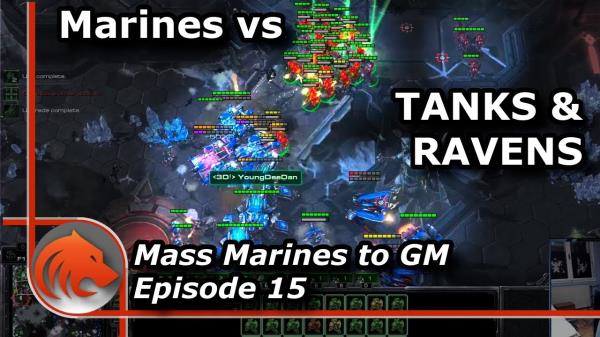 Marines vs
TANKS &
RAVENS
<3D!> YoungDaeDan
Mass Marines to GM
Episode 15